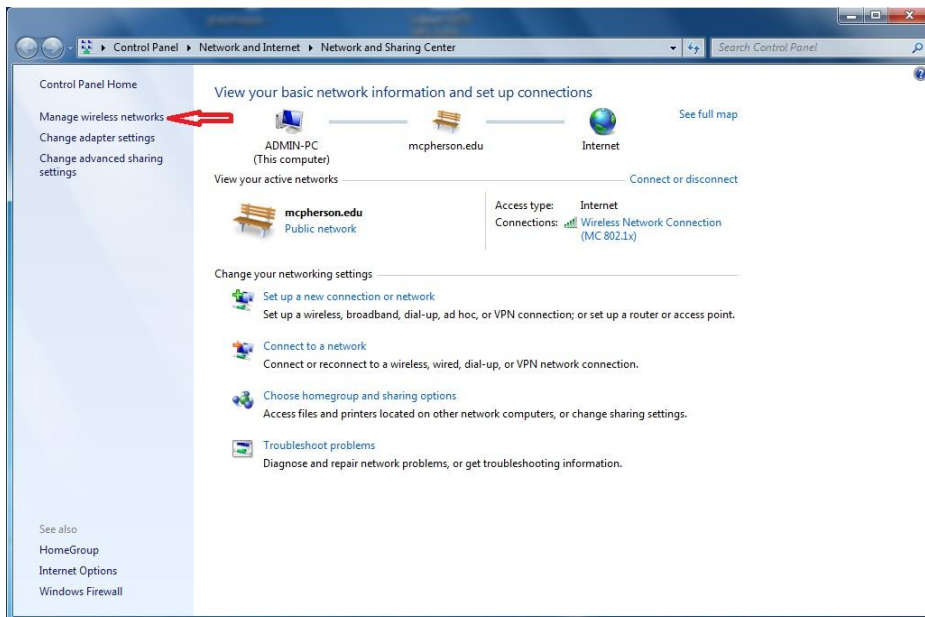 Control Panel ▸ Network and Internet ▸ Network and Sharing Center
Search Control Panel
Control Panel Home
Manage wireless networks
Change adapter settings
Change advanced sharing
settings
View your basic network information and set up connections
See full map
ADMIN-PC
(This computer)
mcpherson.edu
Internet
View your active networks
Connect or disconnect
mcpherson.edu
Public network
Access type: Internet
Connections: Wireless Network Connection
(MC 802.1x)
Change your networking settings
Set up a new connection or network
Set up a wireless, broadband, dial-up, ad hoc, or VPN connection; or set up a router or access point.
Connect to a network
Connect or reconnect to a wireless, wired, dial-up, or VPN network connection.
Choose homegroup and sharing options
Access files and printers located on other network computers, or change sharing settings.
Troubleshoot problems
Diagnose and repair network problems, or get troubleshooting information.
See also
HomeGroup
Internet Options
Windows Firewall